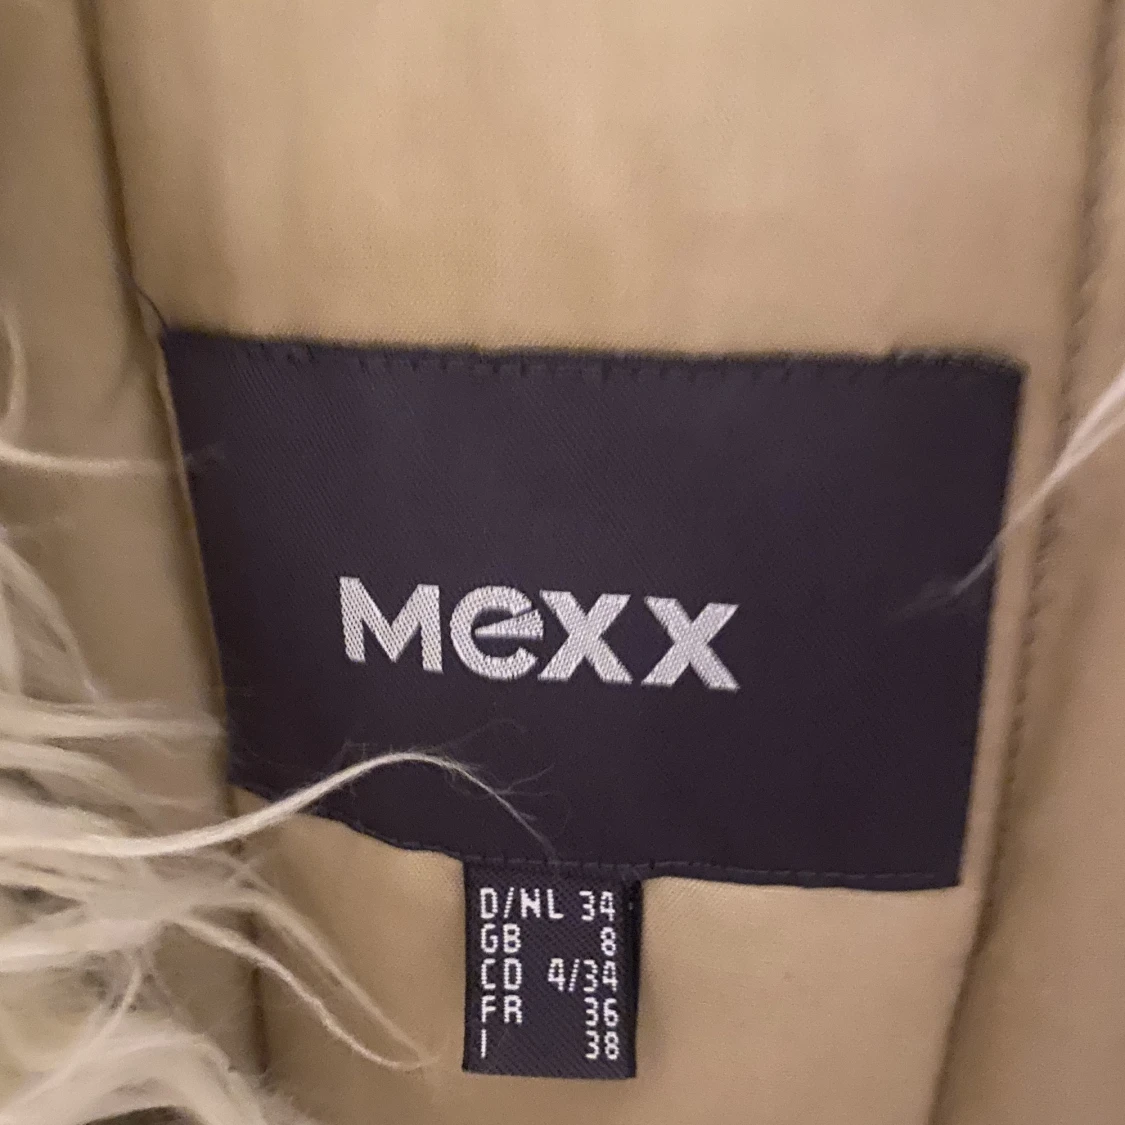 Mexx
D/NL 34
GB 8
CD 4/34
FR 36
I 38